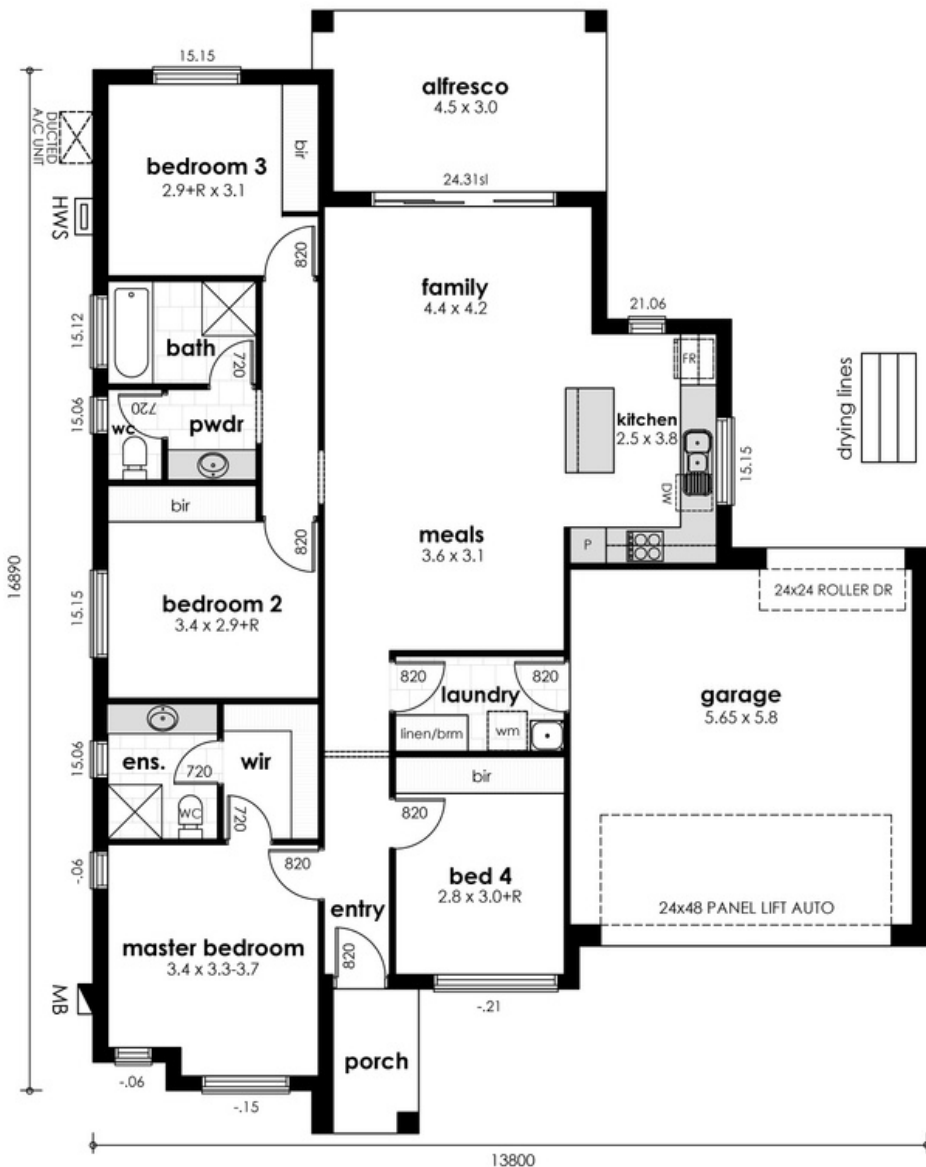 15.15
alfresco
4.5 x 3.0
DUCTED
A/C UNIT
bir
bedroom 3
2.9+R x 3.1
24.31sl
HWS
820
family
4.4 x 4.2
21.06
15.12
bath
720
FR
drying lines
15.06
720
wc
pwdr
kitchen
2.5 x 3.8
15.15
bir
DW
meals
3.6 x 3.1
820
P
16890
15.15
bedroom 2
3.4 x 2.9+R
24x24 ROLLER DR
820
laundry
820
garage
5.65 x 5.8
linen/brm
wm
15.06
ens.
720
wir
bir
WC
720
820
-.06
820
bed 4
2.8 x 3.0+R
24x48 PANEL LIFT AUTO
entry
master bedroom
3.4 x 3.3-3.7
820
MB
-.21
porch
-.06
-.15
13800